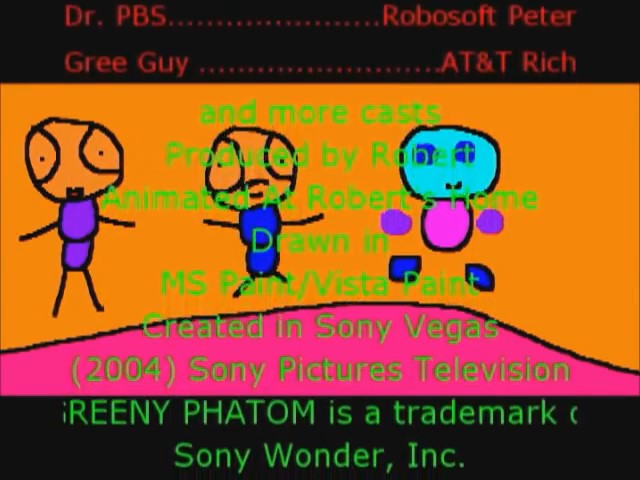 Dr. PBS......................Robosoft Peter
Gree Guy .........................AT&T Rich
and more casts
Produced by Robert
Animated At Robert's Home
Drawn in
MS Paint/Vista Paint
Created in Sony Vegas
(2004) Sony Pictures Television
GREENY PHATOM is a trademark o
Sony Wonder, Inc.